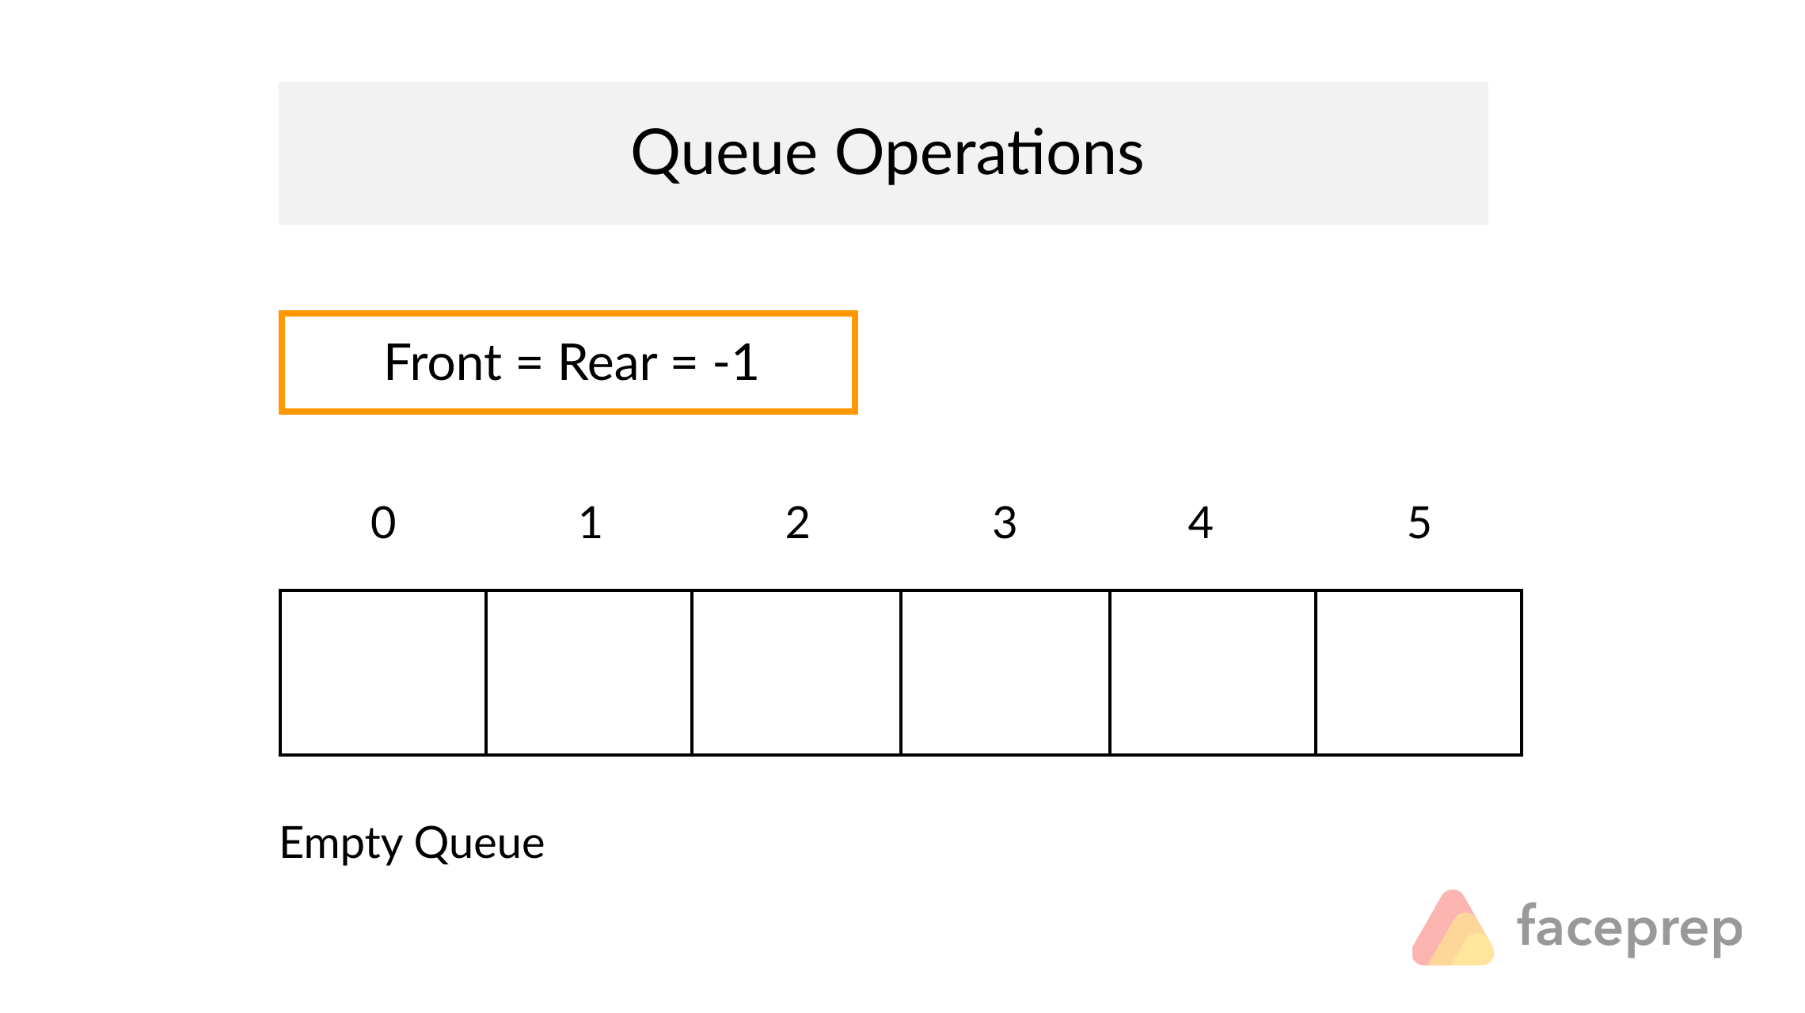 Queue Operations
Front = Rear = -1
0 1 2 3 4 5
Empty Queue
faceprep